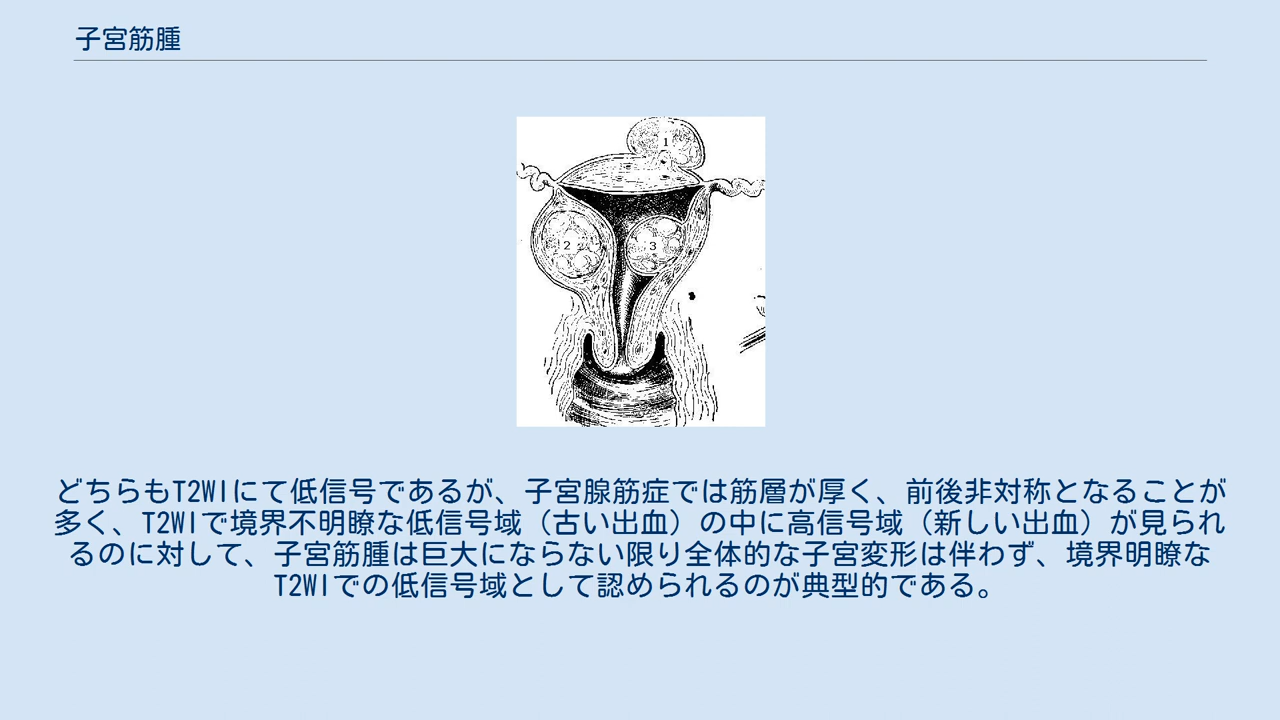 子宮筋腫
1
2
3
どちらもT2WIにて低信号であるが、子宮腺筋症では筋層が厚く、前後非対称となることが
多く、T2WIで境界不明瞭な低信号域（古い出血）の中に高信号域（新しい出血）が見られ
るのに対して、子宮筋腫は巨大にならない限り全体的な子宮変形は伴わず、境界明瞭な
T2WIでの低信号域として認められるのが典型的である。